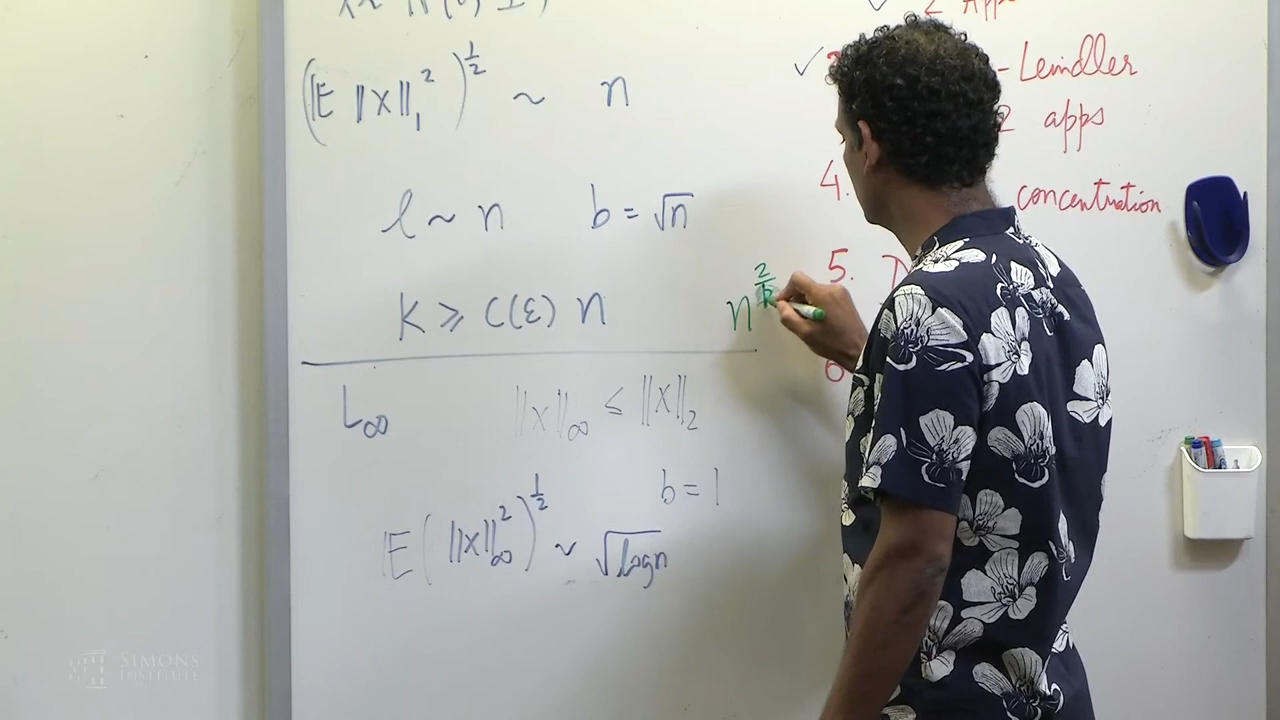 X ~ N(0, I)
(𝔼 ‖X‖₁²)^{1/2} ~ n
ℓ ~ n b = √n
K ≥ C(ε) n
n^{2/k}
L∞ ‖X‖∞ ≤ ‖X‖₂
b = 1
𝔼(‖X‖∞²)^{1/2} ~ √log n
✓ 2 Apps
✓ - Leindler
2 apps
4. concentration
5.
6
SIMONS
INSTITUTE